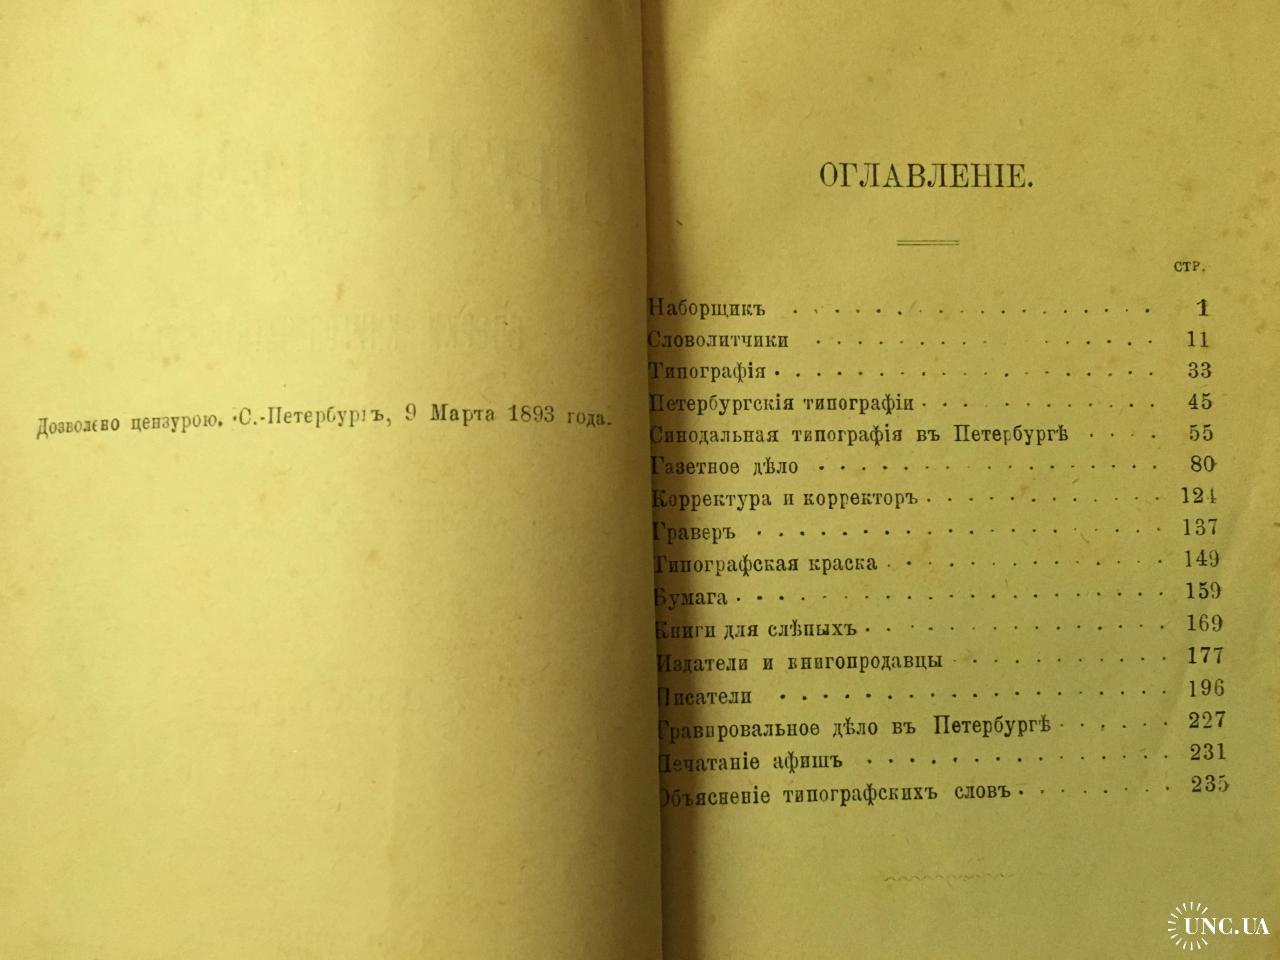 Дозволено цензурою. С.-Петербургъ, 9 Марта 1893 года.
ОГЛАВЛЕНІЕ.
СТР.
Наборщикъ . . . . . . . . . . . . . . . . . 1
Словолитчики . . . . . . . . . . . . . . . . 11
Типографія . . . . . . . . . . . . . . . . . 33
Петербургскія типографіи . . . . . . . . . . . 45
Синодальная типографія въ Петербургѣ . . . . 55
Газетное дѣло . . . . . . . . . . . . . . . . 80
Корректура и корректоръ . . . . . . . . . . . 124
Граверъ . . . . . . . . . . . . . . . . . . 137
Типографская краска . . . . . . . . . . . . . 149
Бумага . . . . . . . . . . . . . . . . . . . 159
Книги для слѣпыхъ . . . . . . . . . . . . . . 169
Издатели и книгопродавцы . . . . . . . . . . 177
Писатели . . . . . . . . . . . . . . . . . . 196
Гравировальное дѣло въ Петербургѣ . . . . . 227
Печатаніе афишъ . . . . . . . . . . . . . . 231
Объясненіе типографскихъ словъ . . . . . . . 235
UNC.UA